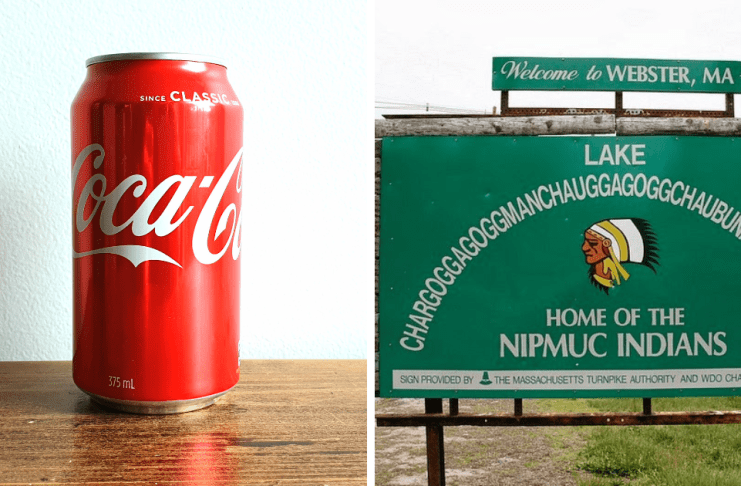 SINCE CLASSIC
Coca-C
375 mL
Welcome to WEBSTER, MA
LAKE
CHARGOGGAGOGGMANCHAUGGAGOGGCHAUBUN
HOME OF THE
NIPMUC INDIANS
SIGN PROVIDED BY THE MASSACHUSETTS TURNPIKE AUTHORITY AND WDO CHA